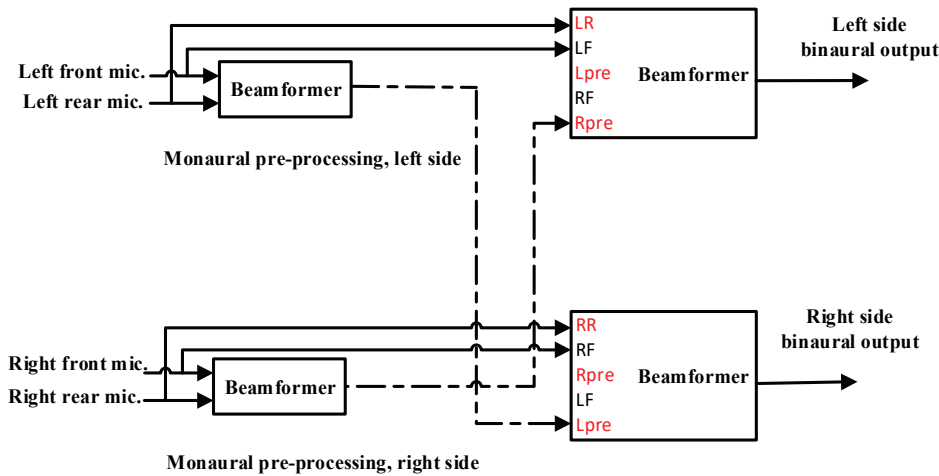 LR
LF
Lpre
RF
Rpre
Beamformer
Left side
binaural output
Left front mic.
Left rear mic.
Beamformer
Monaural pre-processing, left side
RR
RF
Rpre
LF
Lpre
Beamformer
Right side
binaural output
Right front mic.
Right rear mic.
Beamformer
Monaural pre-processing, right side